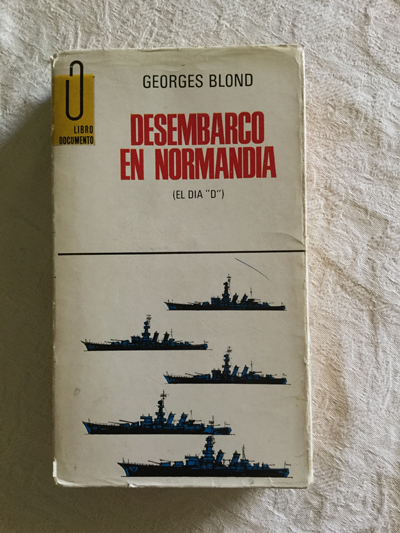 GEORGES BLOND
LIBRO
DOCUMENTO
DESEMBARCO
EN NORMANDIA
(EL DIA "D")